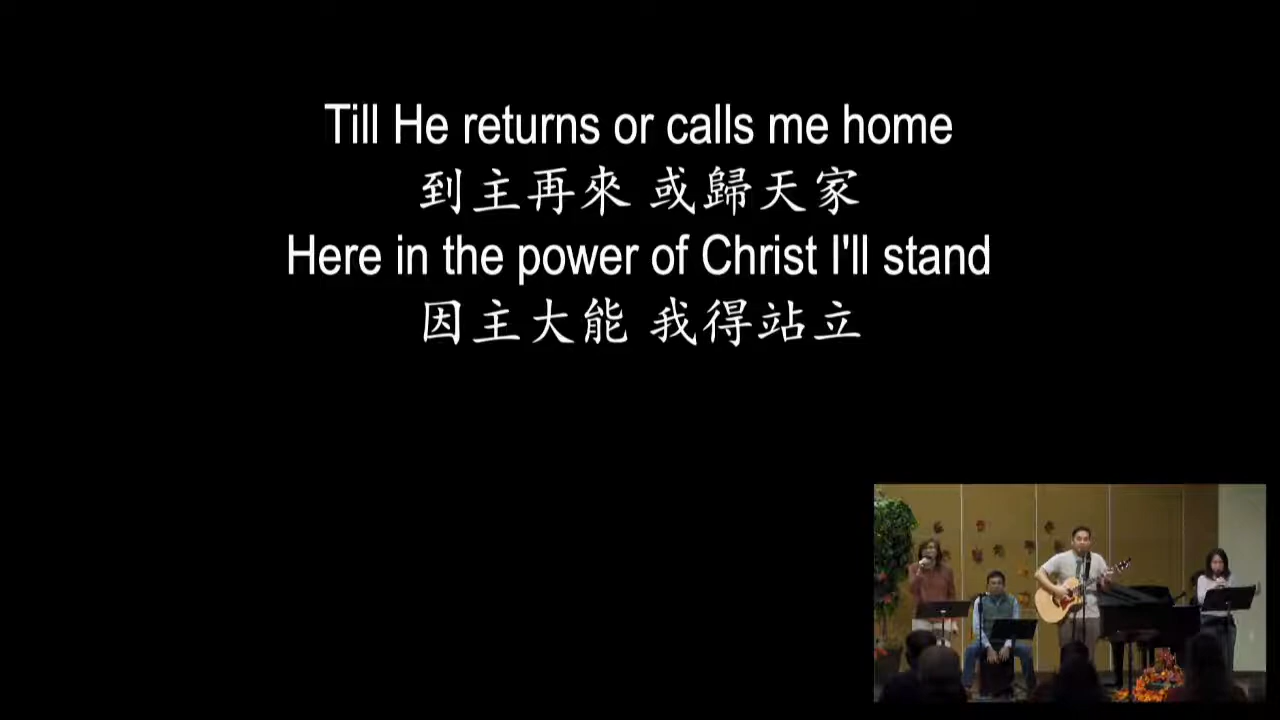 Till He returns or calls me home
到主再來 或歸天家
Here in the power of Christ I'll stand
因主大能 我得站立